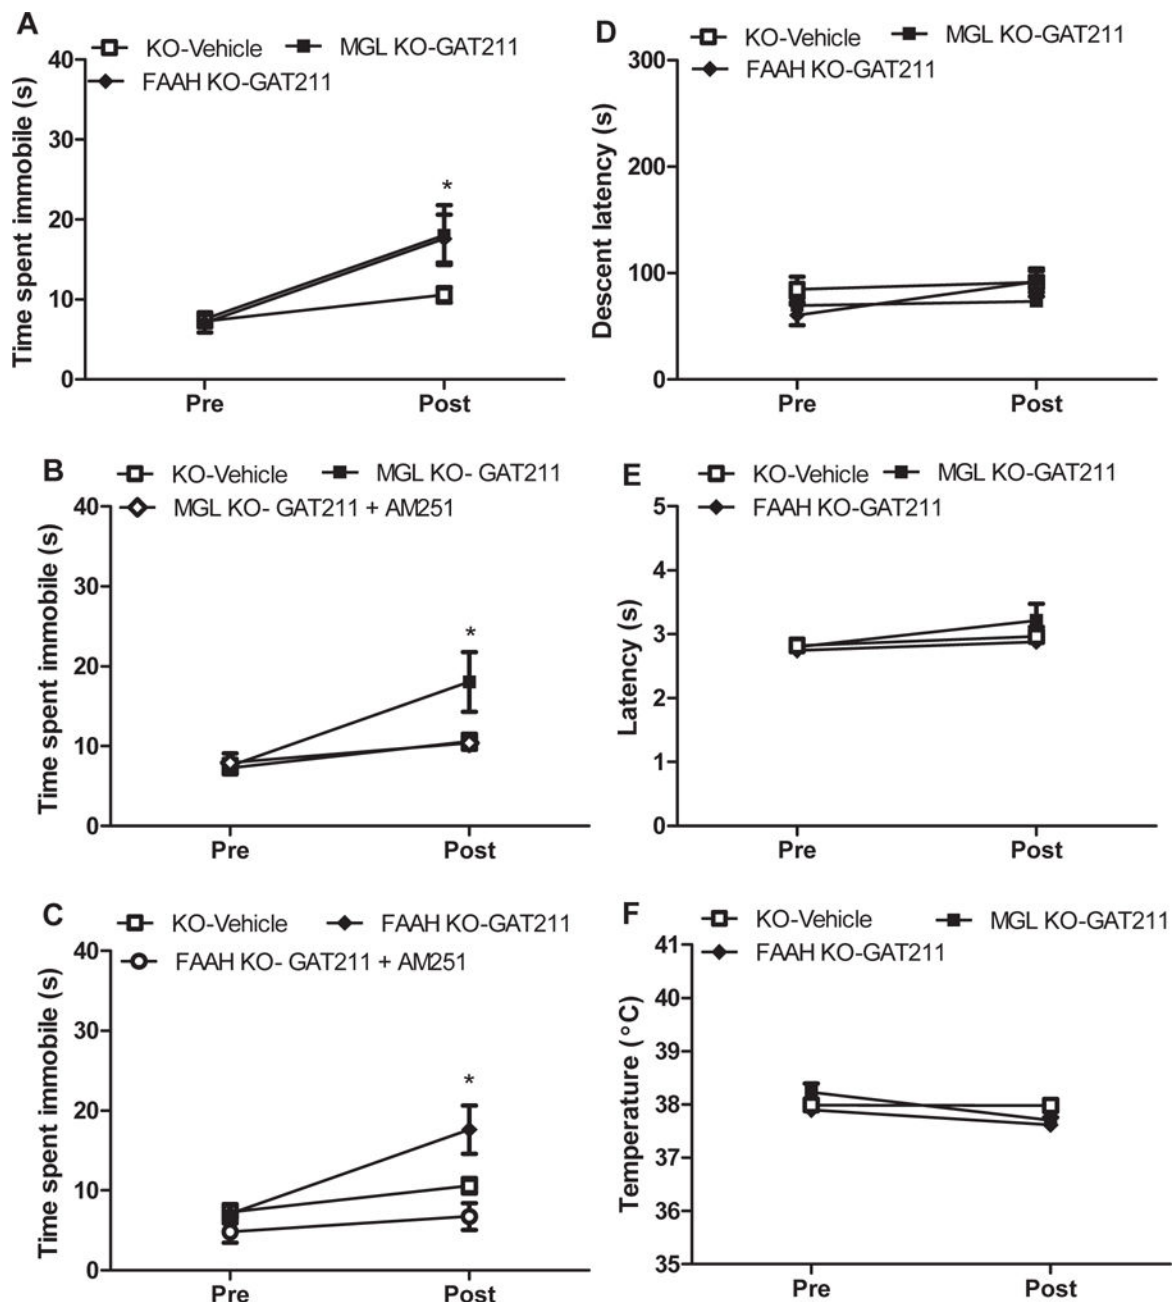 A
KO-Vehicle MGL KO-GAT211
FAAH KO-GAT211
Time spent immobile (s)
40
30
20
10
0
*
Pre Post
B
KO-Vehicle MGL KO- GAT211
MGL KO- GAT211 + AM251
Time spent immobile (s)
40
30
20
10
0
*
Pre Post
C
KO-Vehicle FAAH KO-GAT211
FAAH KO- GAT211 + AM251
Time spent immobile (s)
40
30
20
10
0
*
Pre Post
D
KO-Vehicle MGL KO-GAT211
FAAH KO-GAT211
Descent latency (s)
300
200
100
0
Pre Post
E
KO-Vehicle MGL KO-GAT211
FAAH KO-GAT211
Latency (s)
5
4
3
2
1
0
Pre Post
F
KO-Vehicle MGL KO-GAT211
FAAH KO-GAT211
Temperature (°C)
41
40
39
38
37
36
35
Pre Post